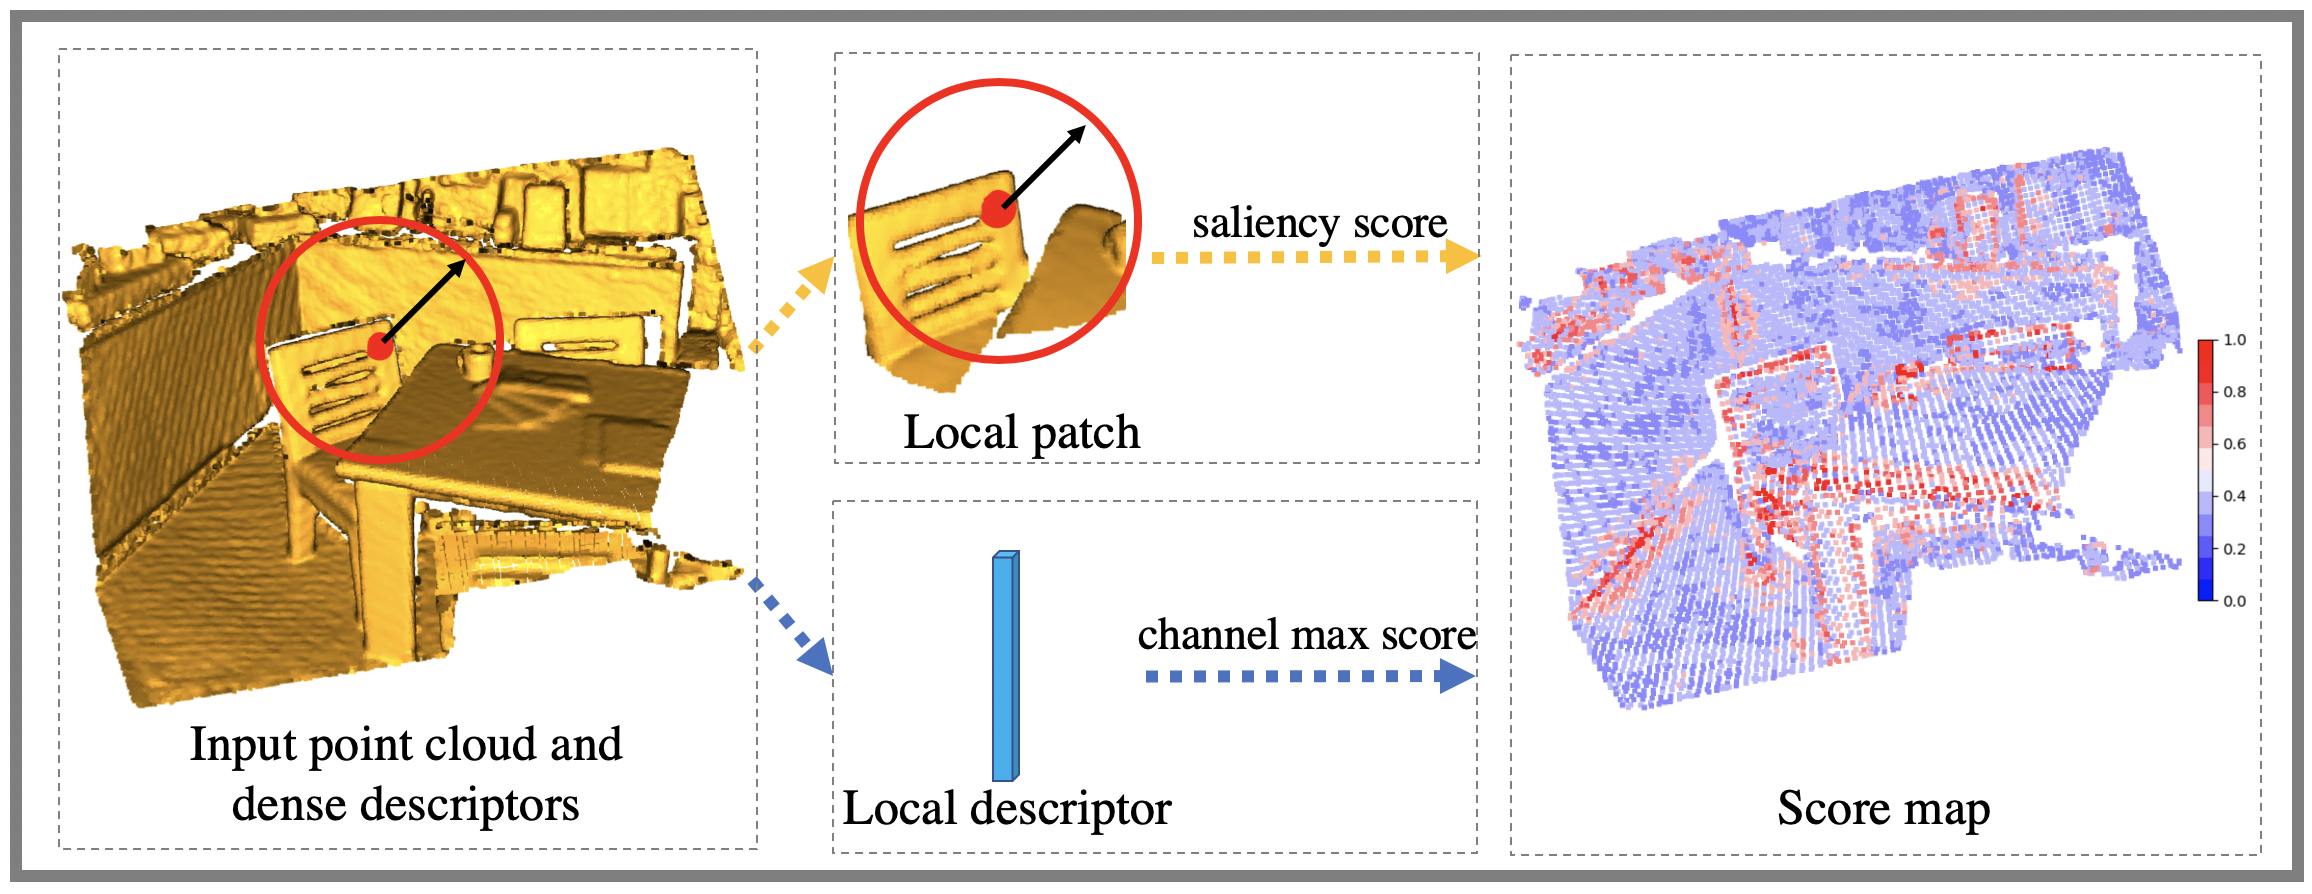 Input point cloud and
dense descriptors
saliency score
Local patch
channel max score
Local descriptor
1.0
0.8
0.6
0.4
0.2
0.0
Score map